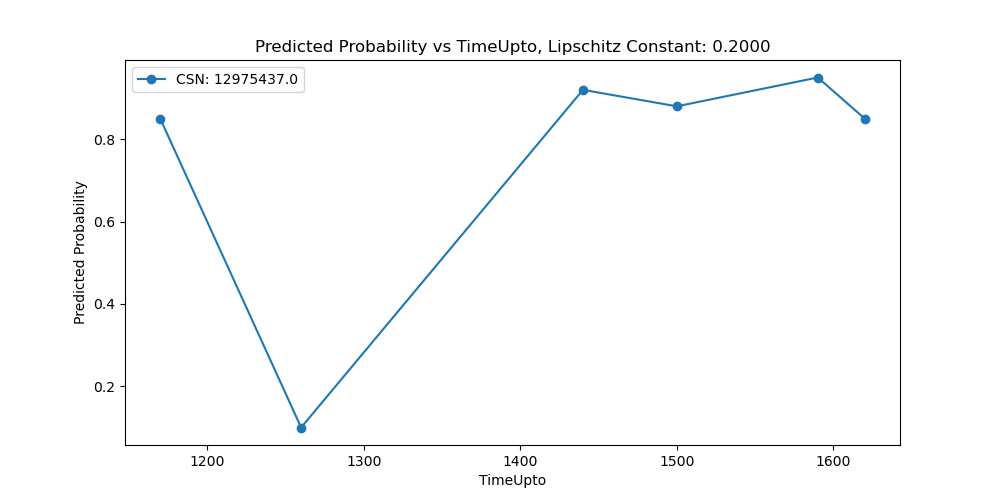 Predicted Probability vs TimeUpto, Lipschitz Constant: 0.2000
CSN: 12975437.0
Predicted Probability
0.8
0.6
0.4
0.2
1200 1300 1400 1500 1600
TimeUpto